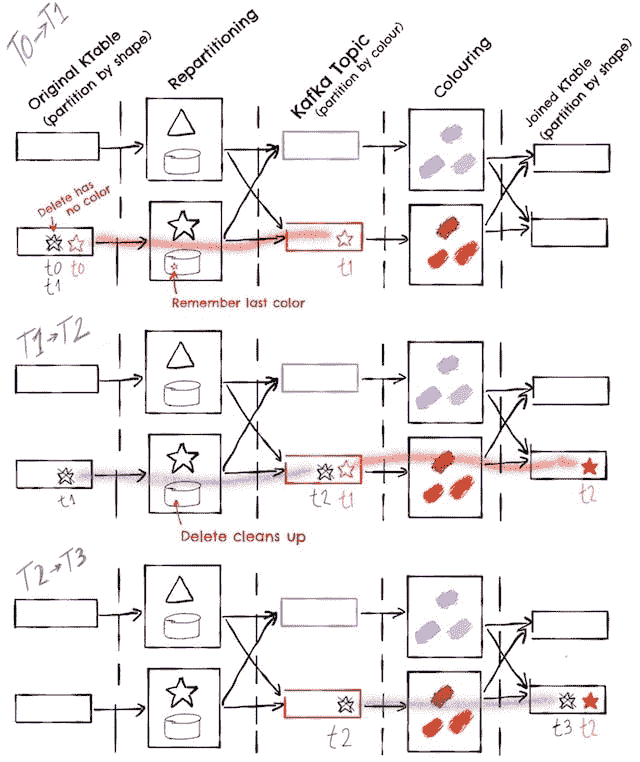 T0→T1
Original KTable
(partition by shape)
Repartitioning
Kafka Topic
(partition by colour)
Colouring
Joined KTable
(partition by shape)
Delete has
no color
t0 t0
t1
t1
Remember last color
T1→T2
t1
t2 t1
t2
Delete cleans up
T2→T3
t2
t3 t2